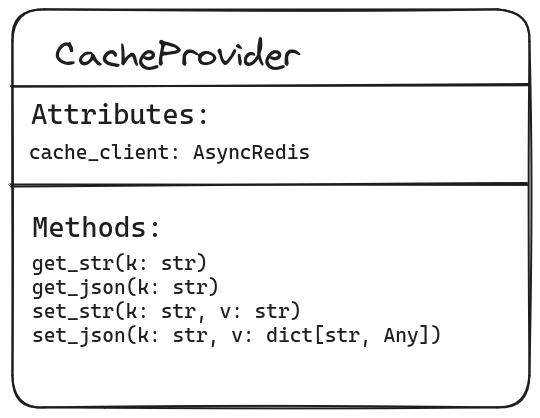 CacheProvider
Attributes:
cache_client: AsyncRedis
Methods:
get_str(k: str)
get_json(k: str)
set_str(k: str, v: str)
set_json(k: str, v: dict[str, Any])